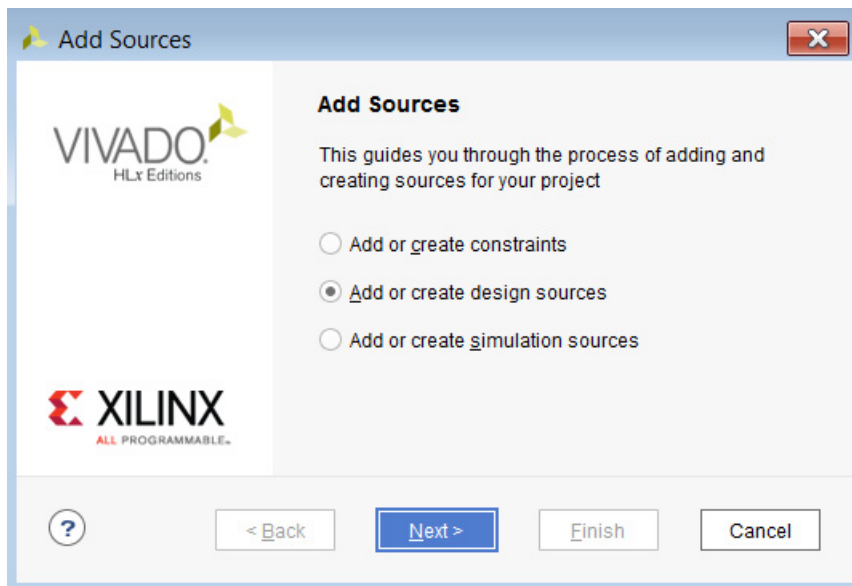 Add Sources
VIVADO.
HLx Editions
Add Sources
This guides you through the process of adding and
creating sources for your project
Add or create constraints
Add or create design sources
Add or create simulation sources
XILINX
ALL PROGRAMMABLE™
?
< Back
Next >
Finish
Cancel